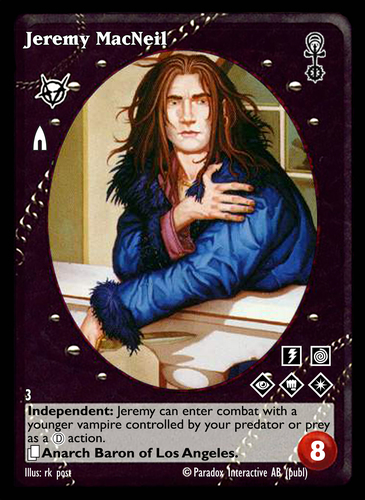 Jeremy MacNeil
3
Independent: Jeremy can enter combat with a
younger vampire controlled by your predator or prey
as a Ⓓ action.
Anarch Baron of Los Angeles.
8
Illus: rk post
© Paradox Interactive AB (publ)